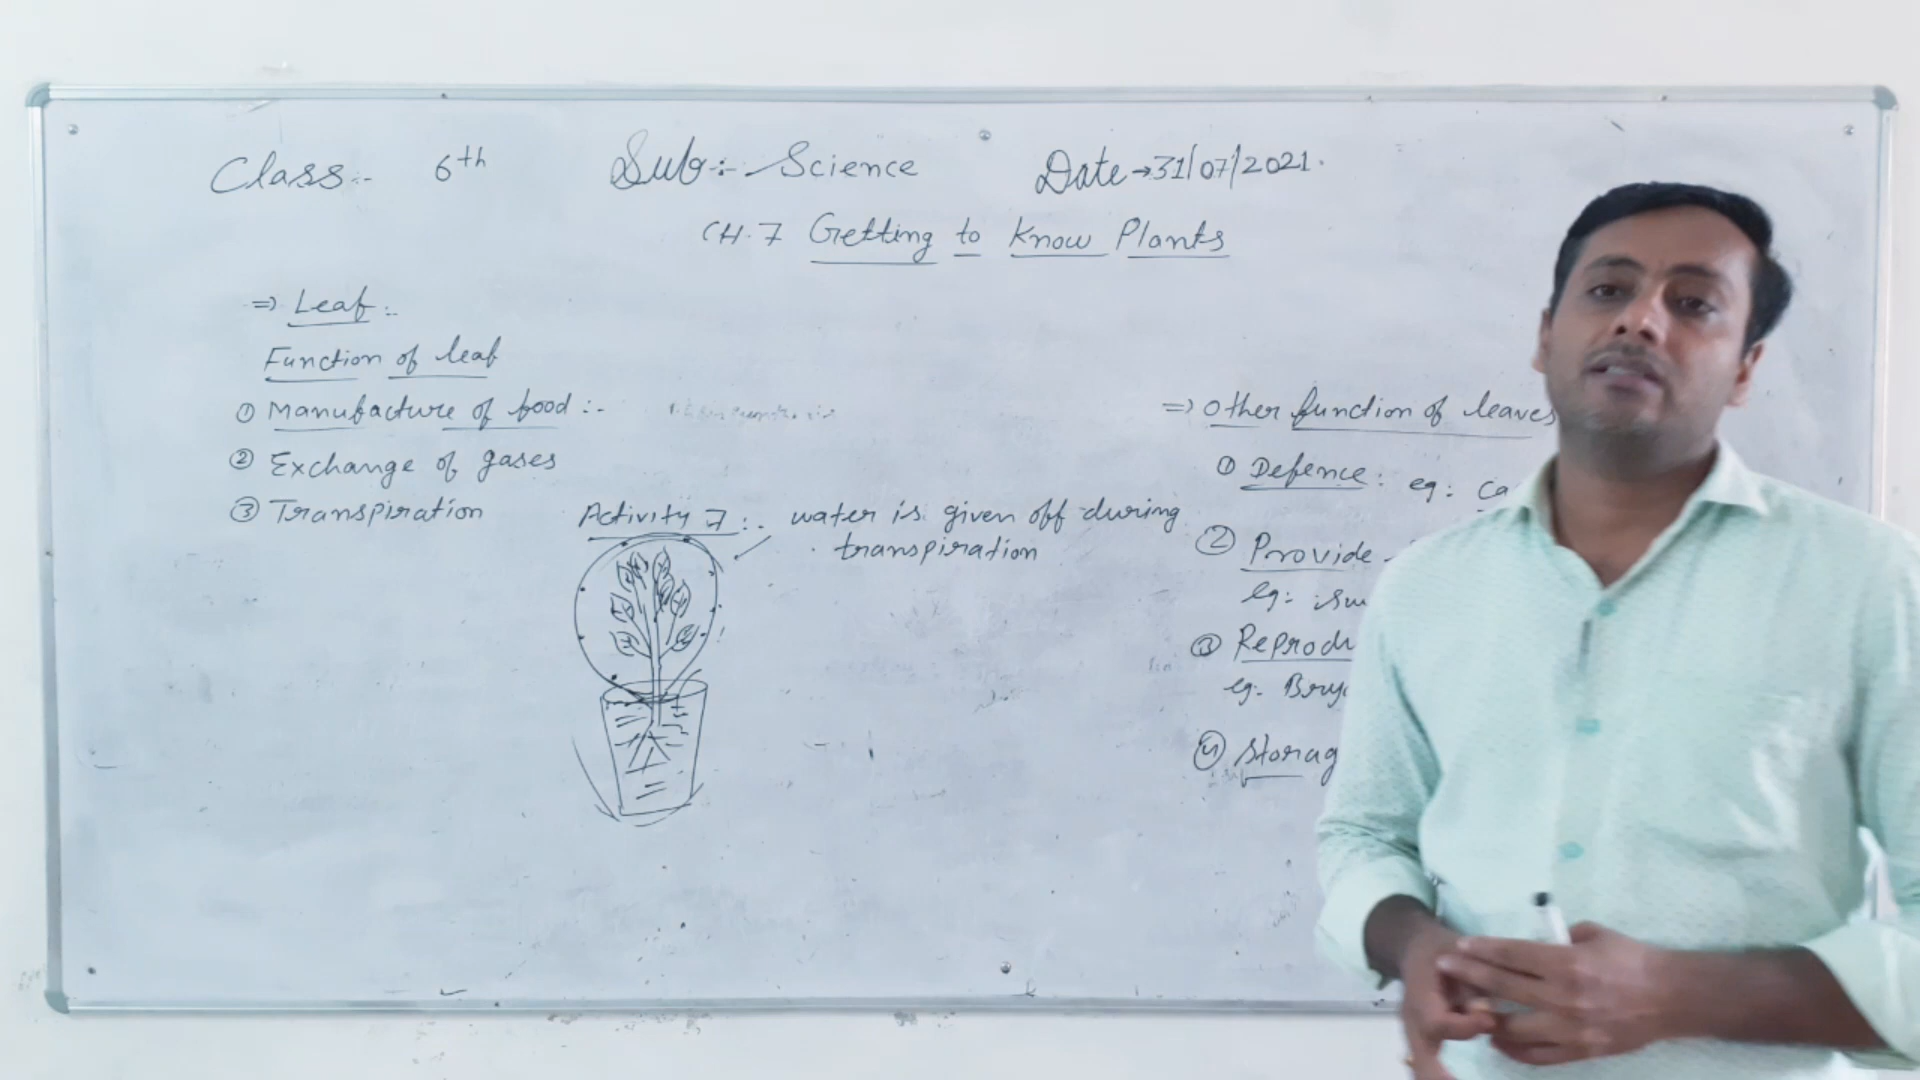 Class:- 6th Sub:- Science Date→31/07/2021.
CH.7 Getting to Know Plants
⇒ Leaf:-
Function of leaf
① Manufacture of food :-
② Exchange of gases
③ Transpiration
Activity 7 :- water is given off during
transpiration
⇒ Other function of leaves
① Defence: eg:
② Provide
eg:
③
eg:
④